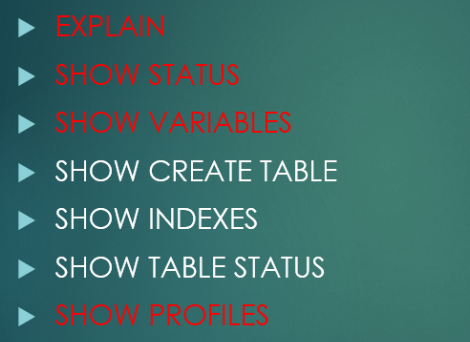 EXPLAIN
SHOW STATUS
SHOW VARIABLES
SHOW CREATE TABLE
SHOW INDEXES
SHOW TABLE STATUS
SHOW PROFILES